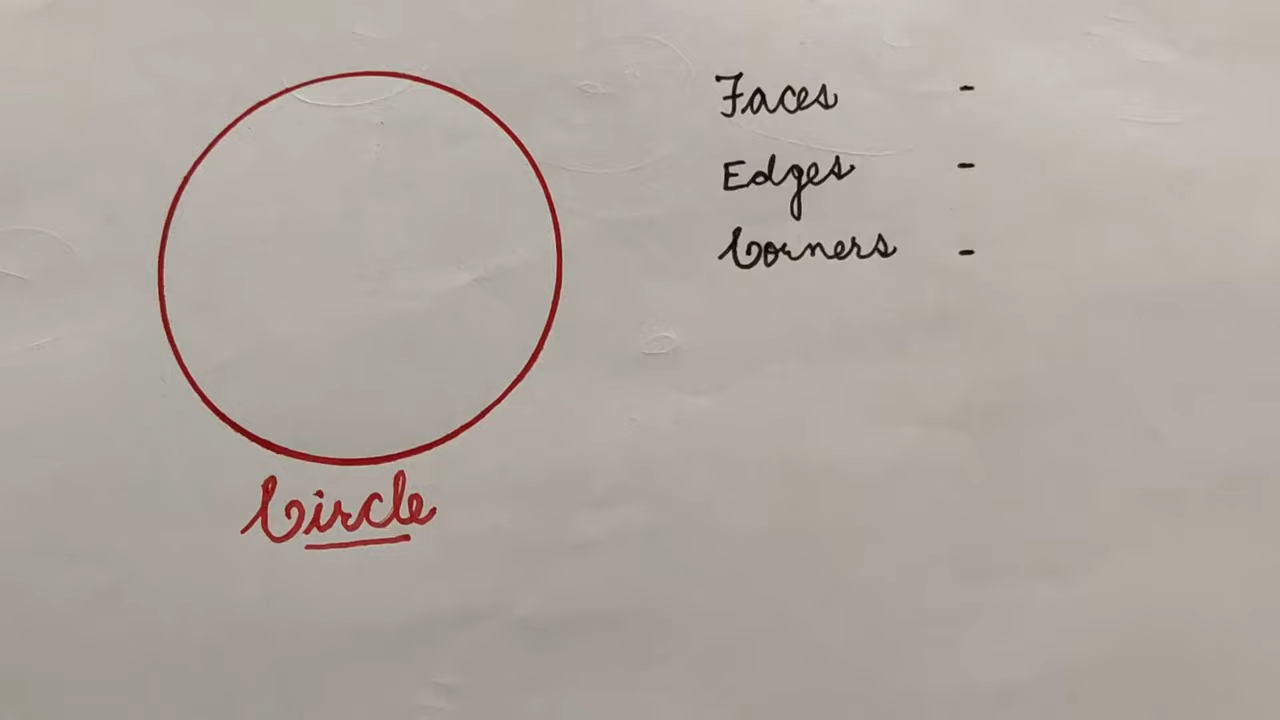 Faces -
Edges -
Corners -
Circle